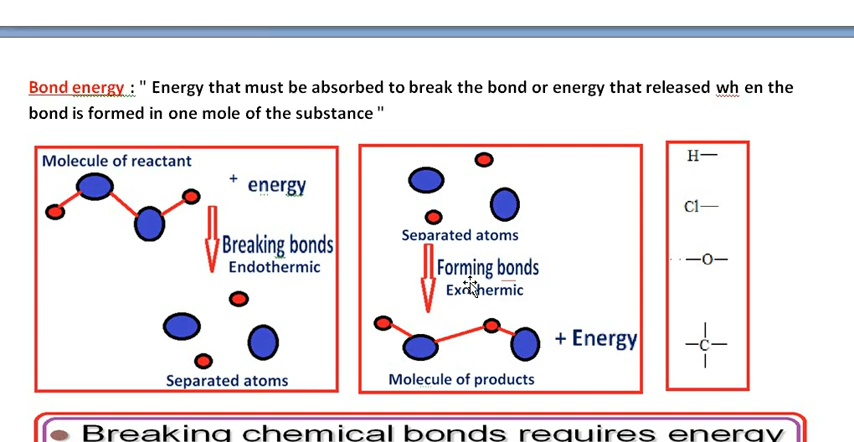 Bond energy : " Energy that must be absorbed to break the bond or energy that released wh en the
bond is formed in one mole of the substance "
Molecule of reactant
+ energy
Breaking bonds
Endothermic
Separated atoms
Separated atoms
Forming bonds
Exothermic
+ Energy
Molecule of products
H—
Cl—
—O—
—C—
Breaking chemical bonds requires energy